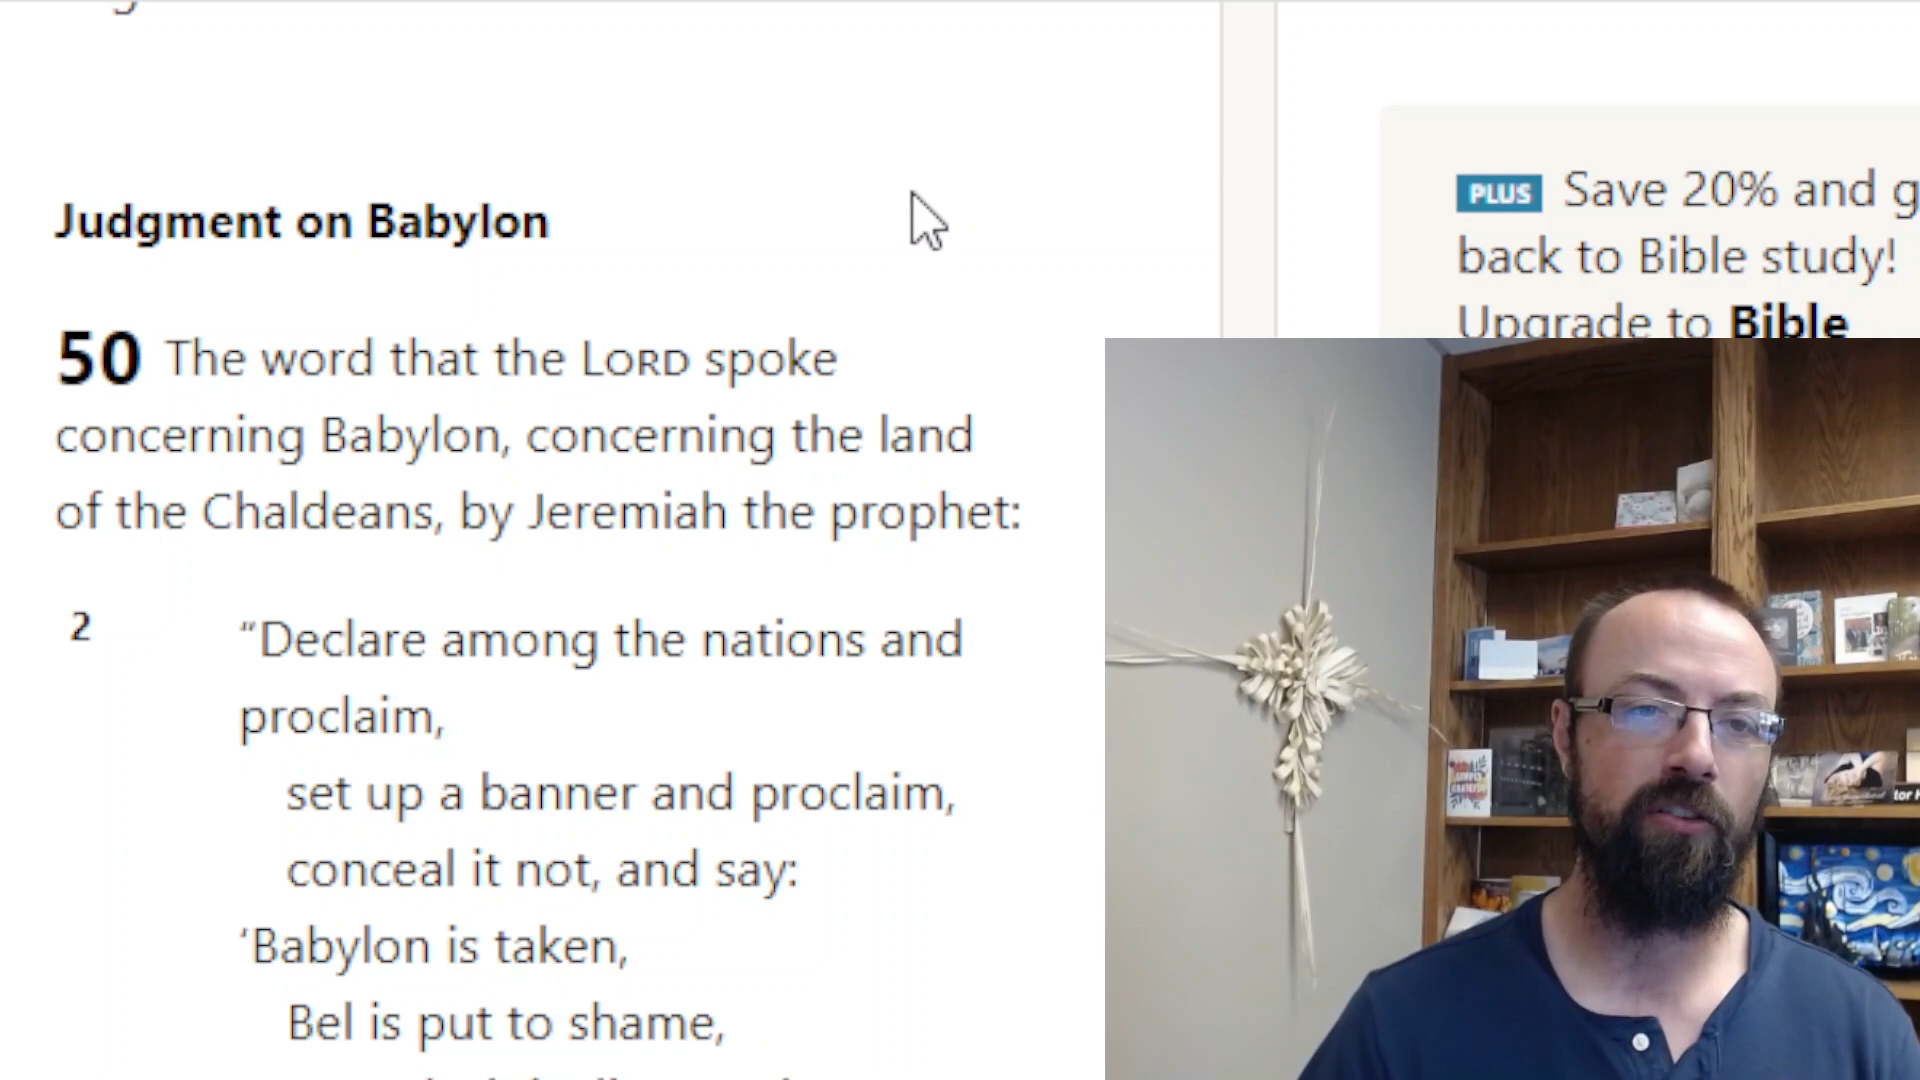 Judgment on Babylon
50 The word that the LORD spoke
concerning Babylon, concerning the land
of the Chaldeans, by Jeremiah the prophet:
2 “Declare among the nations and
proclaim,
set up a banner and proclaim,
conceal it not, and say:
‘Babylon is taken,
Bel is put to shame,
PLUS Save 20% and g
back to Bible study!
Upgrade to Bible
SIMPLY
GRATEFUL
tor H